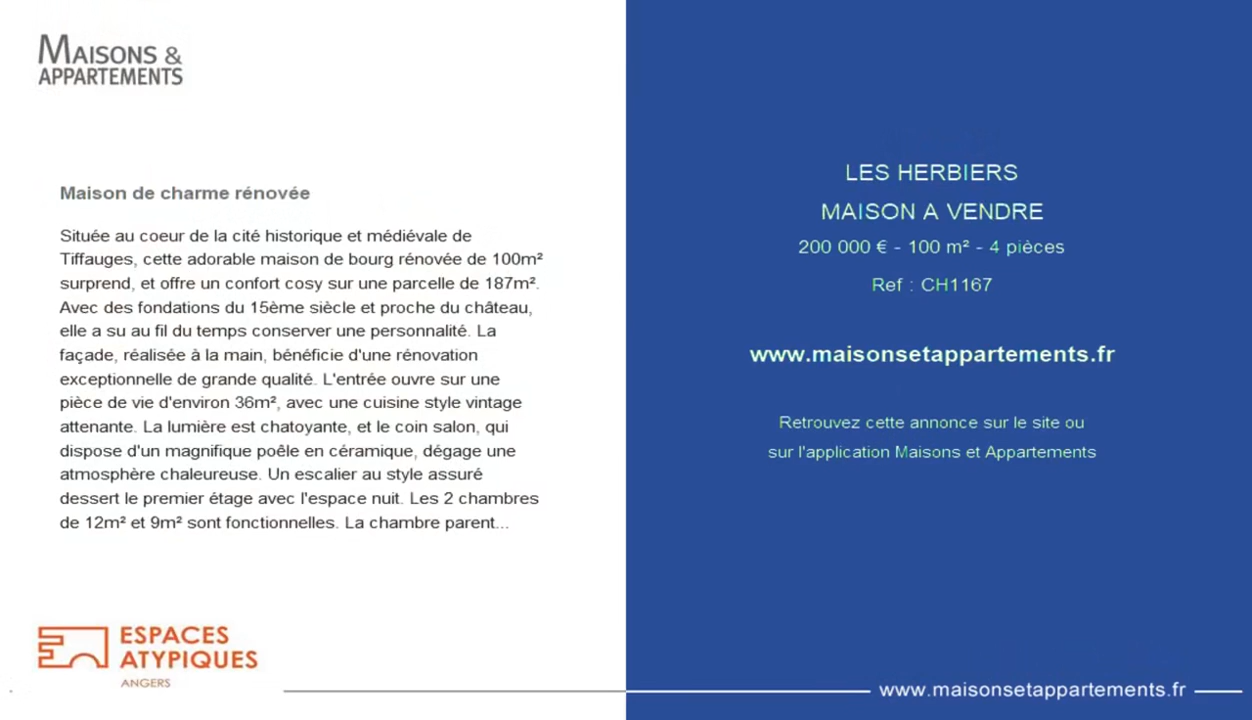 MAISONS &
APPARTEMENTS
Maison de charme rénovée
Située au coeur de la cité historique et médiévale de
Tiffauges, cette adorable maison de bourg rénovée de 100m²
surprend, et offre un confort cosy sur une parcelle de 187m².
Avec des fondations du 15ème siècle et proche du château,
elle a su au fil du temps conserver une personnalité. La
façade, réalisée à la main, bénéficie d'une rénovation
exceptionnelle de grande qualité. L'entrée ouvre sur une
pièce de vie d'environ 36m², avec une cuisine style vintage
attenante. La lumière est chatoyante, et le coin salon, qui
dispose d'un magnifique poêle en céramique, dégage une
atmosphère chaleureuse. Un escalier au style assuré
dessert le premier étage avec l'espace nuit. Les 2 chambres
de 12m² et 9m² sont fonctionnelles. La chambre parent...
ESPACES
ATYPIQUES
ANGERS
LES HERBIERS
MAISON A VENDRE
200 000 € - 100 m² - 4 pièces
Ref : CH1167
www.maisonsetappartements.fr
Retrouvez cette annonce sur le site ou
sur l'application Maisons et Appartements
www.maisonsetappartements.fr